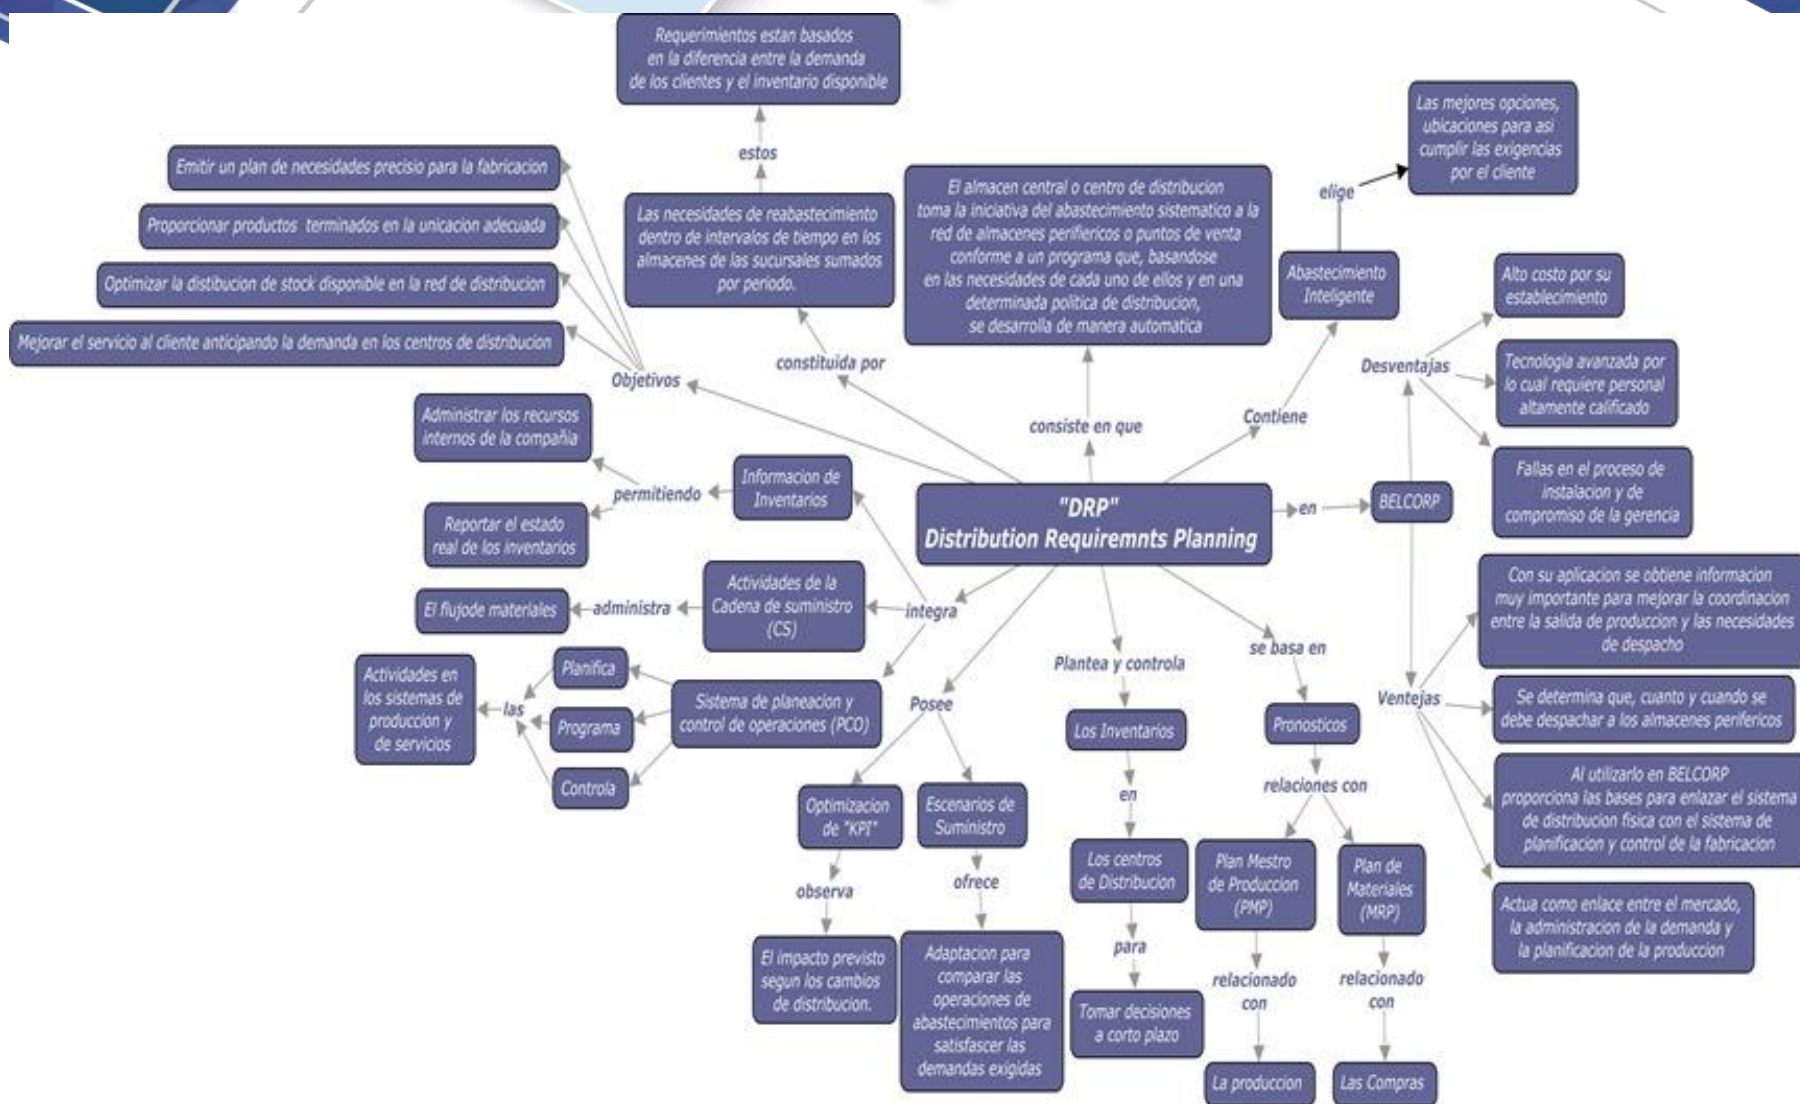 Requerimientos estan basados
en la diferencia entre la demanda
de los clientes y el inventario disponible
estos
Las necesidades de reabastecimiento
dentro de intervalos de tiempo en los
almacenes de las sucursales sumados
por periodo.
constituida por
Emitir un plan de necesidades precisio para la fabricacion
Proporcionar productos terminados en la unicacion adecuada
Optimizar la distibucion de stock disponible en la red de distribution
Mejorar el servicio al cliente anticipando la demanda en los centros de distribucion
Objetivos
El almacen central o centro de distribucion
toma la iniciativa del abastecimiento sistematico a la
red de almacenes perifiericos o puntos de venta
conforme a un programa que, basandose
en las necesidades de cada uno de ellos y en una
determinada politica de distribucion,
se desarrolla de manera automatica
consiste en que
Las mejores opciones,
ubicaciones para asi
cumplir las exigencias
por el cliente
elige
Abastecimiento
Inteligente
Contiene
Alto costo por su
establecimiento
Desventajas
Tecnologia avanzada por
lo cual requiere personal
altamente calificado
Fallas en el proceso de
instalacion y de
compromiso de la gerencia
Administrar los recursos
internos de la compañia
permitiendo
Informacion de
Inventarios
Reportar el estado
real de los inventarios
"DRP"
Distribution Requiremnts Planning
en
BELCORP
El flujode materiales
administra
Actividades de la
Cadena de suministro
(CS)
integra
Actividades en
los sistemas de
produccion y
de servicios
las
Planifica
Programa
Controla
Sistema de planeacion y
control de operaciones (PCO)
Posee
Optimizacion
de "KPI"
observa
El impacto previsto
segun los cambios
de distribucion.
Escenarios de
Suministro
ofrece
Adaptacion para
comparar las
operaciones de
abastecimientos para
satisfascer las
demandas exigidas
Plantea y controla
Los Inventarios
en
Los centros
de Distribucion
para
Tomar decisiones
a corto plazo
se basa en
Pronosticos
relaciones con
Plan Mestro
de Produccion
(PMP)
relacionado
con
La produccion
Plan de
Materiales
(MRP)
relacionado
con
Las Compras
Ventajas
Con su aplicacion se obtiene informacion
muy importante para mejorar la coordinacion
entre la salida de produccion y las necesidades
de despacho
Se determina que, cuanto y cuando se
debe despachar a los almacenes perifericos
Al utilizarlo en BELCORP
proporciona las bases para enlazar el sistema
de distribucion fisica con el sistema de
planificacion y control de la fabricacion
Actua como enlace entre el mercado,
la administracion de la demanda y
la planificacion de la produccion